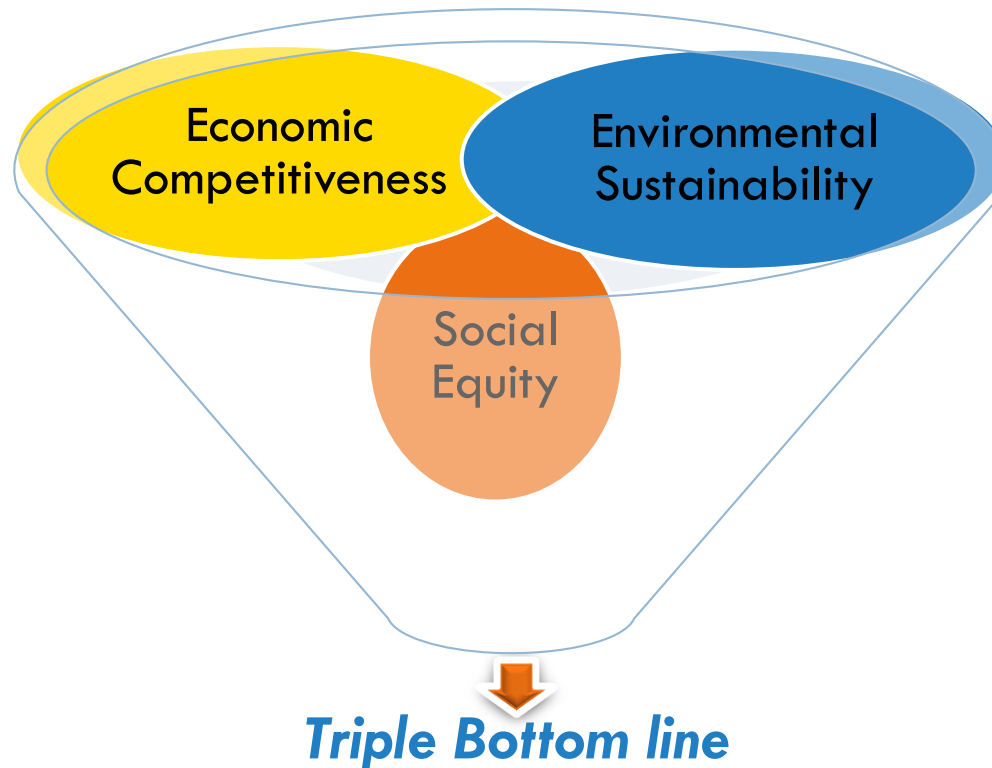 Economic
Competitiveness
Environmental
Sustainability
Social
Equity
Triple Bottom line